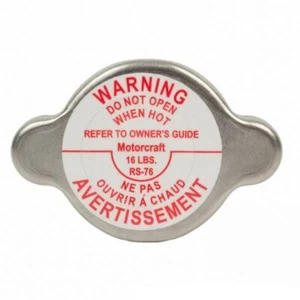 WARNING
DO NOT OPEN
WHEN HOT
REFER TO OWNER'S GUIDE
Motorcraft
16 LBS.
RS-76
NE PAS
OUVRIR Á CHAUD
AVERTISSEMENT